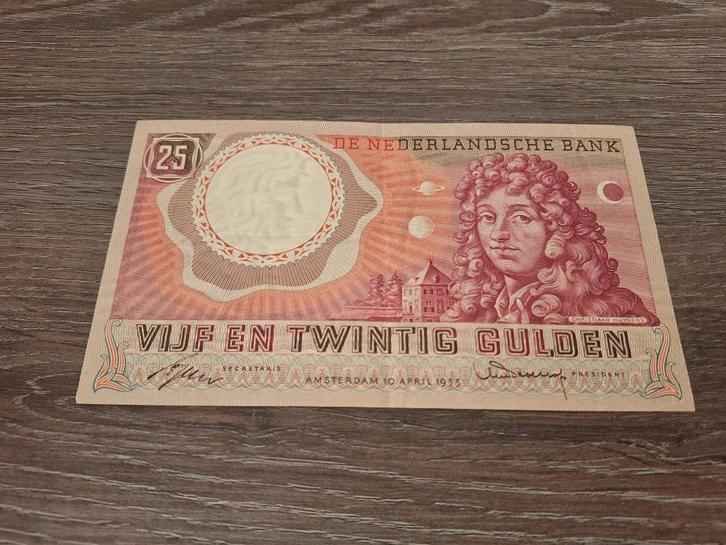 25
DE NEDERLANDSCHE BANK
CHRISTIAAN HUYGENS
VIJF EN TWINTIG GULDEN
SECRETARIS
AMSTERDAM 10 APRIL 1955
PRESIDENT